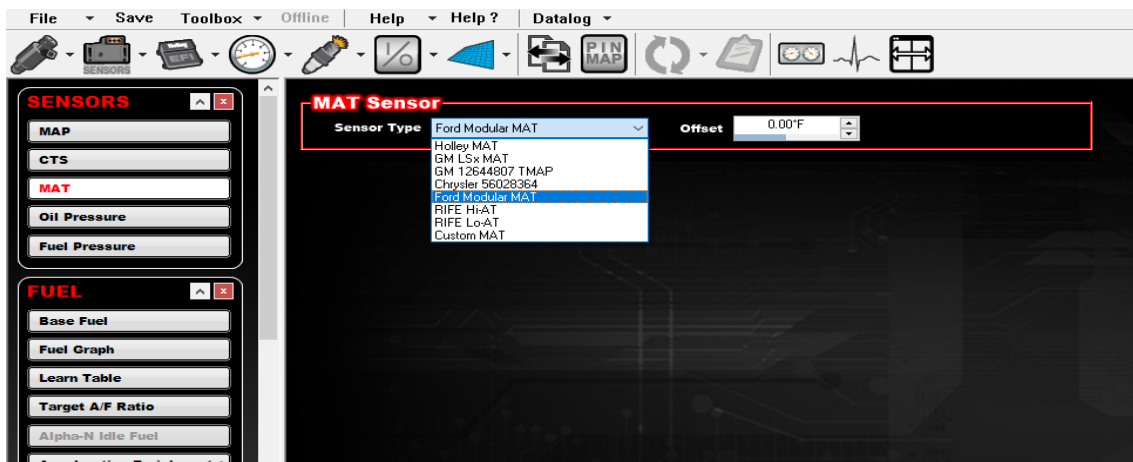 File Save Toolbox Offline Help Help ? Datalog
SENSORS
Holley
EFI
I/O
PIN
MAP
SENSORS
MAP
CTS
MAT
Oil Pressure
Fuel Pressure
FUEL
Base Fuel
Fuel Graph
Learn Table
Target A/F Ratio
Alpha-N Idle Fuel
MAT Sensor
Sensor Type Ford Modular MAT Offset 0.00°F
Holley MAT
GM LSx MAT
GM 12644807 TMAP
Chrysler 56028364
Ford Modular MAT
RIFE Hi-AT
RIFE Lo-AT
Custom MAT